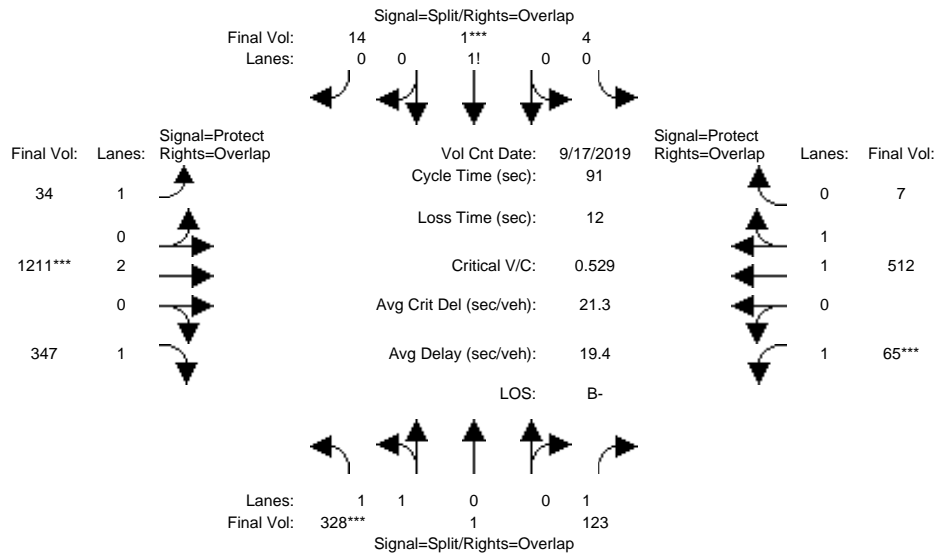 Signal=Split/Rights=Overlap
Final Vol: 14 1*** 4
Lanes: 0 0 1! 0 0
Signal=Protect Signal=Protect
Final Vol: Lanes: Rights=Overlap Vol Cnt Date: 9/17/2019 Rights=Overlap Lanes: Final Vol:
Cycle Time (sec): 91
34 1 0 7
Loss Time (sec): 12
0 1
1211*** 2 Critical V/C: 0.529 1 512
0 Avg Crit Del (sec/veh): 21.3 0
347 1 Avg Delay (sec/veh): 19.4 1 65***
LOS: B-
Lanes: 1 1 0 0 1
Final Vol: 328*** 1 123
Signal=Split/Rights=Overlap